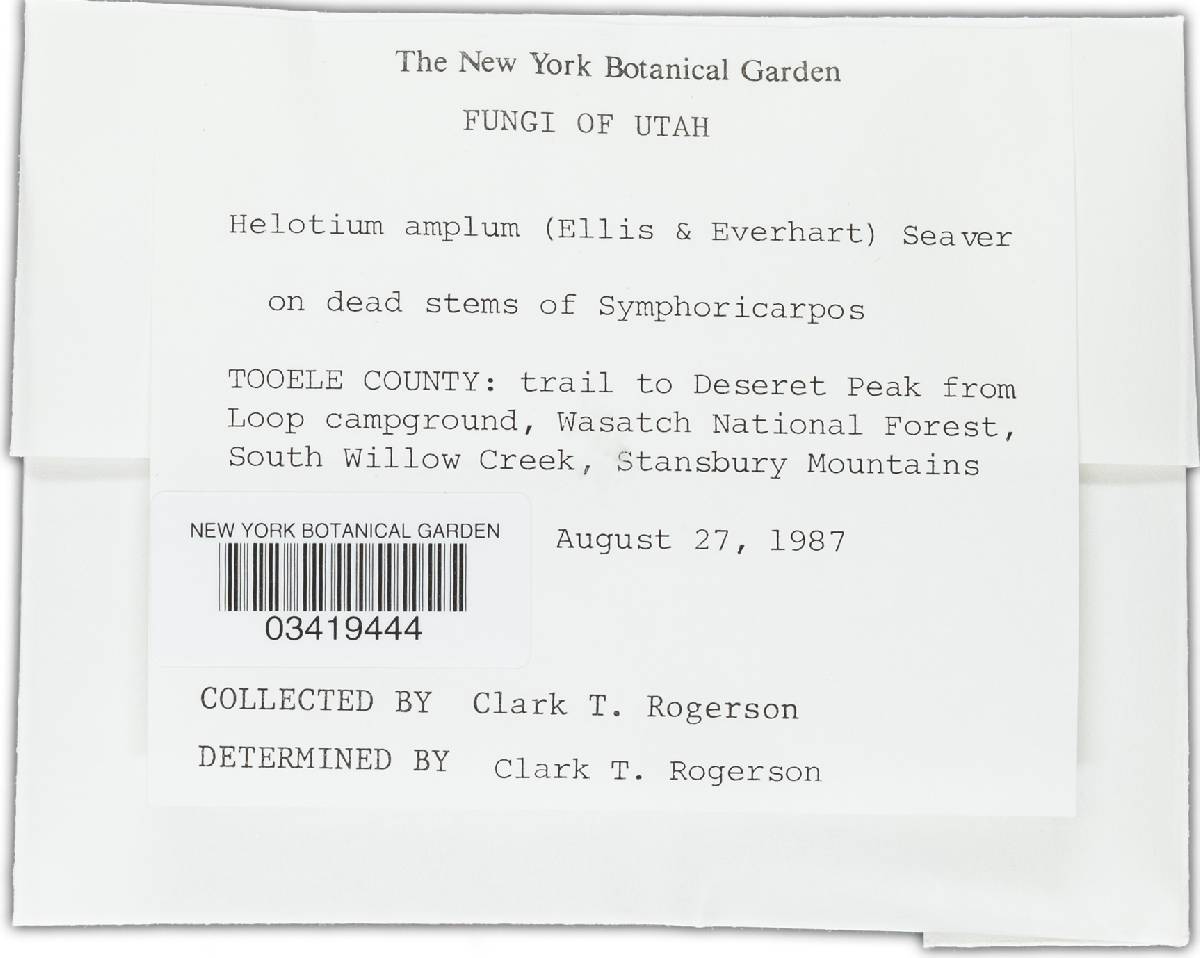 The New York Botanical Garden
FUNGI OF UTAH
Helotium amplum (Ellis & Everhart) Seaver
on dead stems of Symphoricarpos
TOOELE COUNTY: trail to Deseret Peak from
Loop campground, Wasatch National Forest,
South Willow Creek, Stansbury Mountains
August 27, 1987
NEW YORK BOTANICAL GARDEN
03419444
COLLECTED BY Clark T. Rogerson
DETERMINED BY Clark T. Rogerson